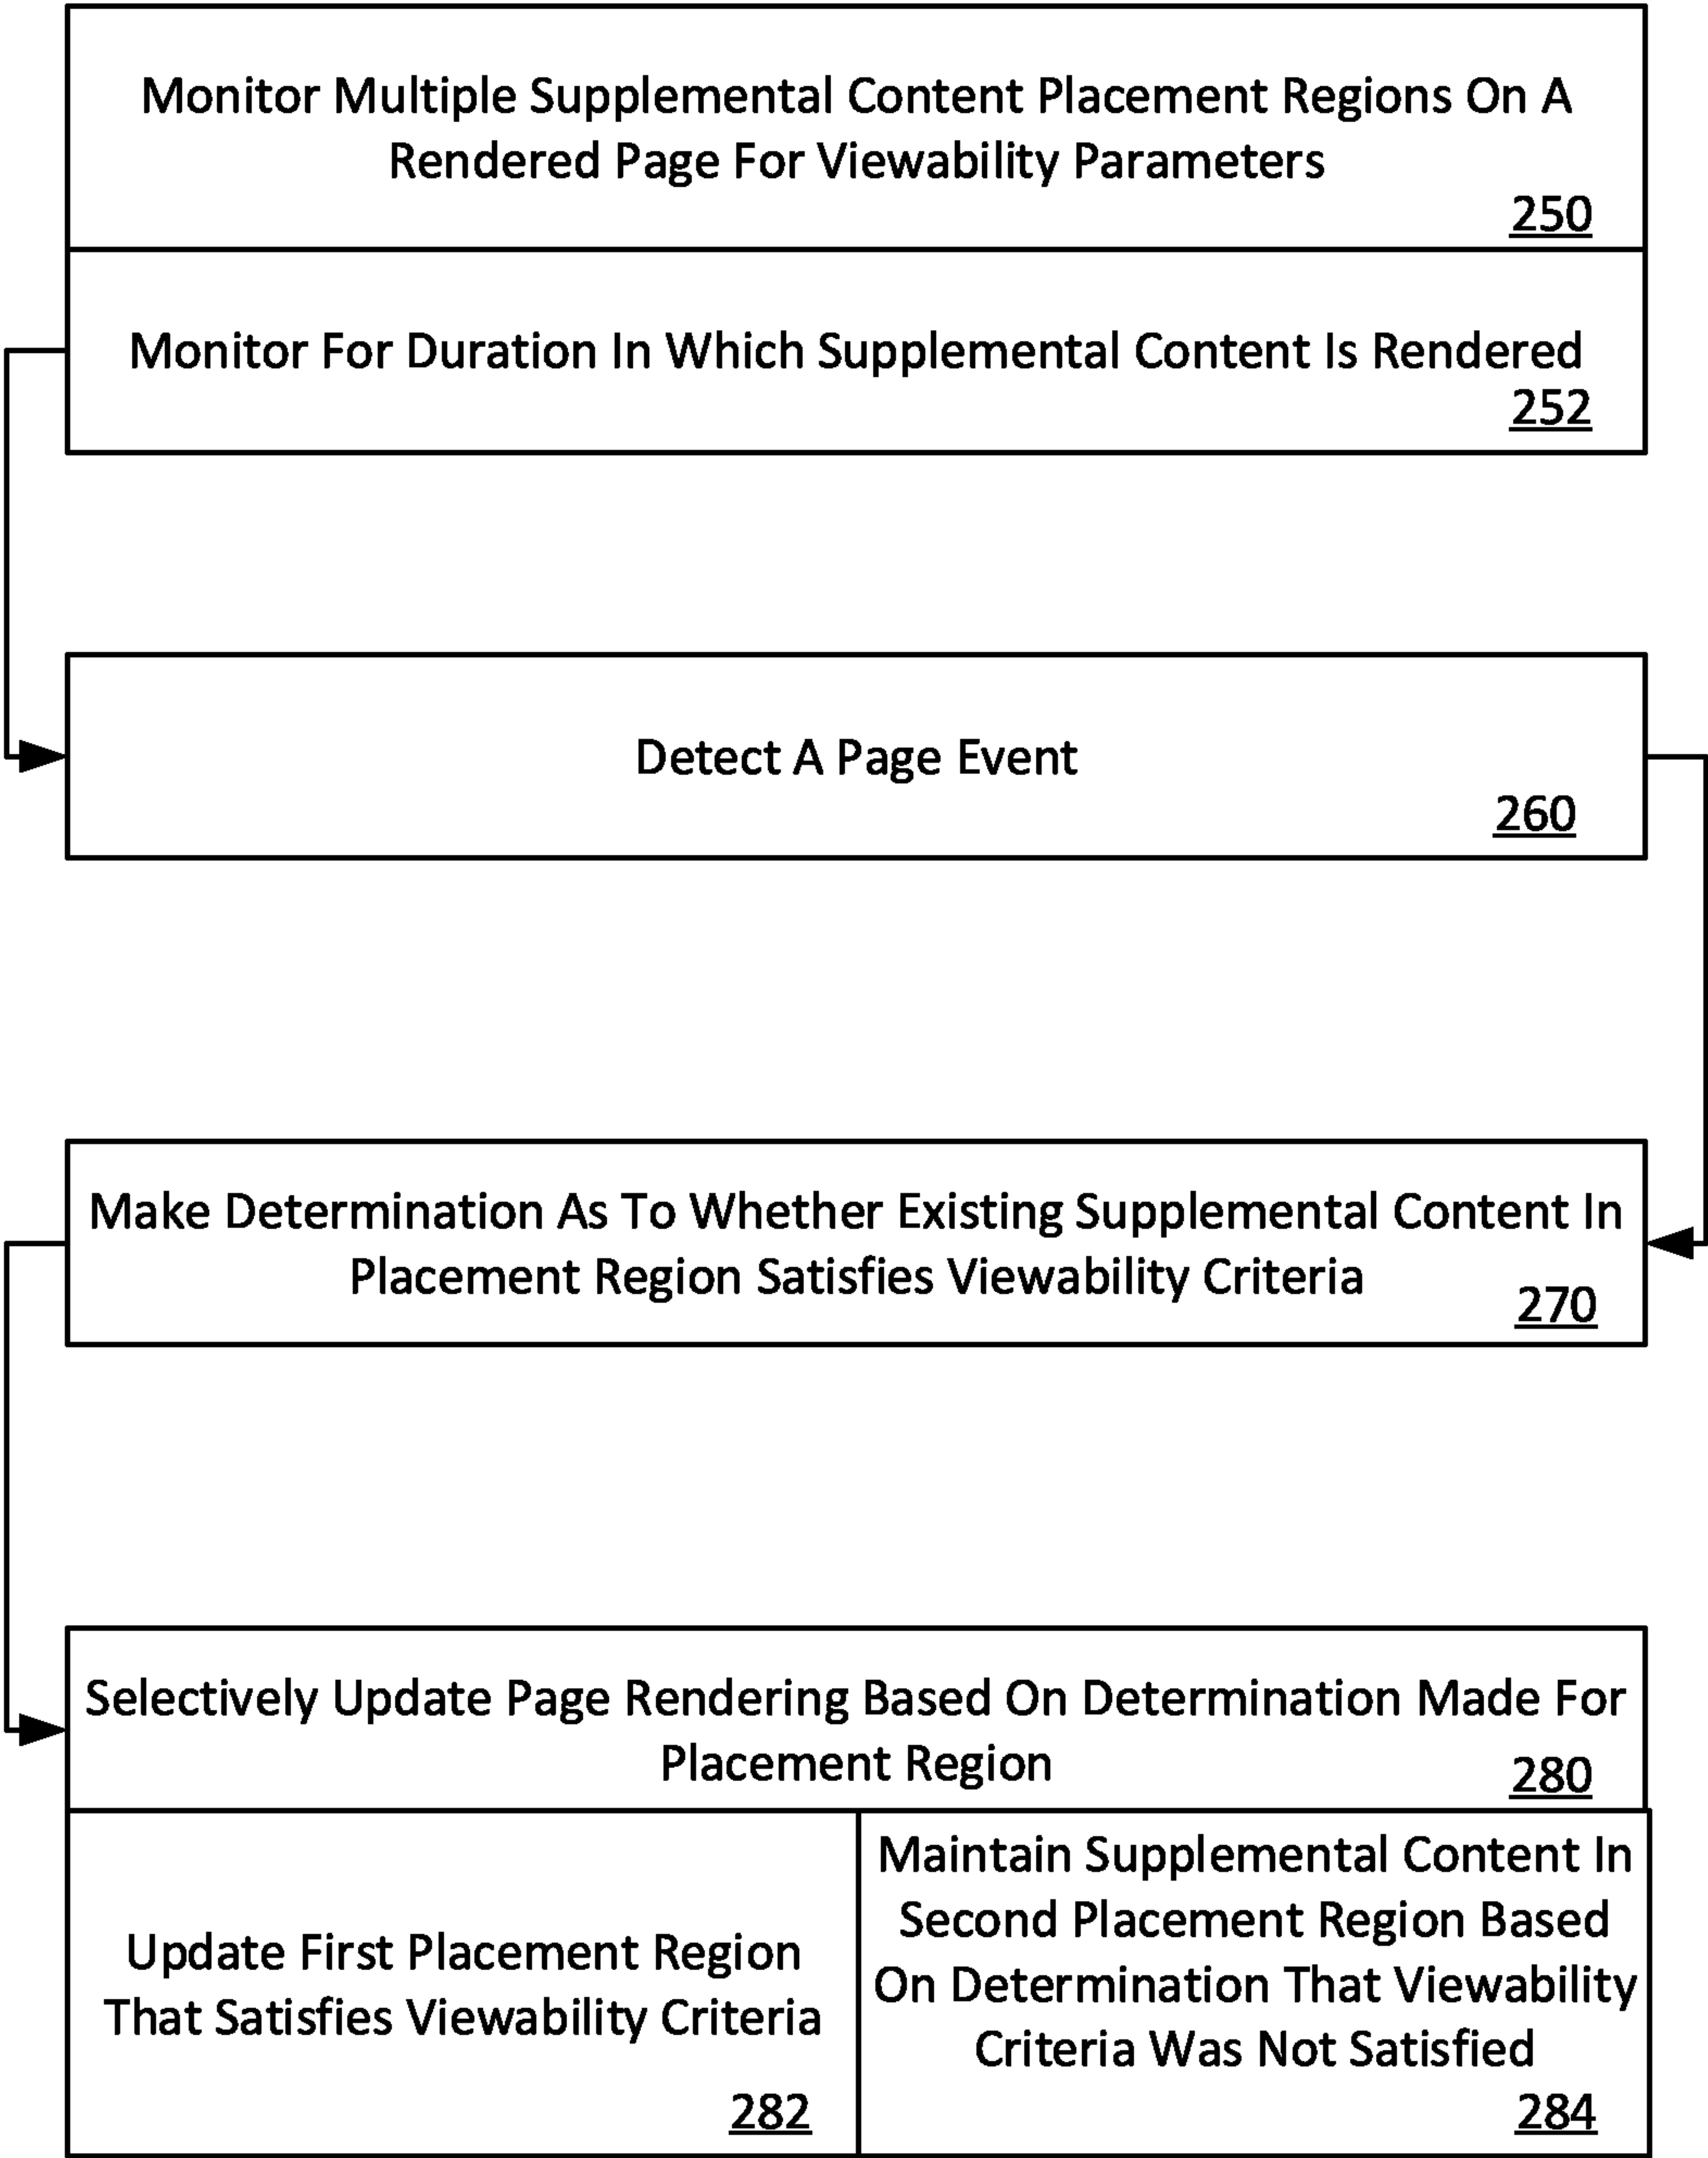 Monitor Multiple Supplemental Content Placement Regions On A
Rendered Page For Viewability Parameters
250
Monitor For Duration In Which Supplemental Content Is Rendered
252
Detect A Page Event
260
Make Determination As To Whether Existing Supplemental Content In
Placement Region Satisfies Viewability Criteria
270
Selectively Update Page Rendering Based On Determination Made For
Placement Region
280
Update First Placement Region
That Satisfies Viewability Criteria
282
Maintain Supplemental Content In
Second Placement Region Based
On Determination That Viewability
Criteria Was Not Satisfied
284